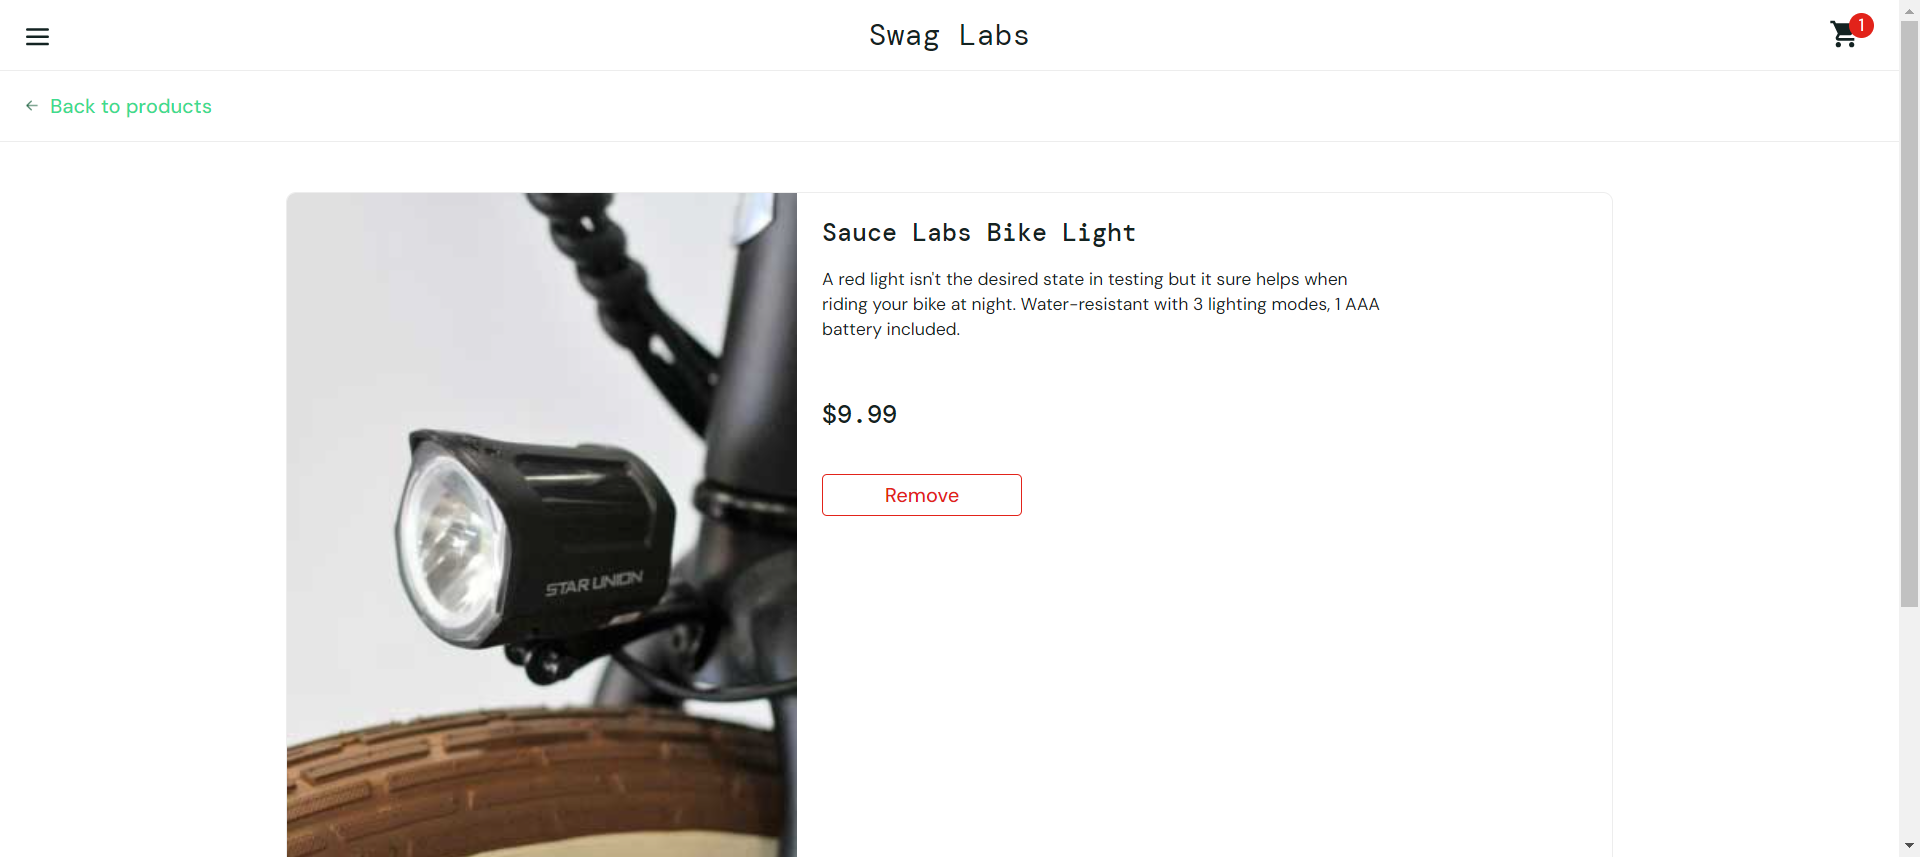 Swag Labs
1
Back to products
Sauce Labs Bike Light
A red light isn't the desired state in testing but it sure helps when
riding your bike at night. Water-resistant with 3 lighting modes, 1 AAA
battery included.
$9.99
Remove
STAR UNION